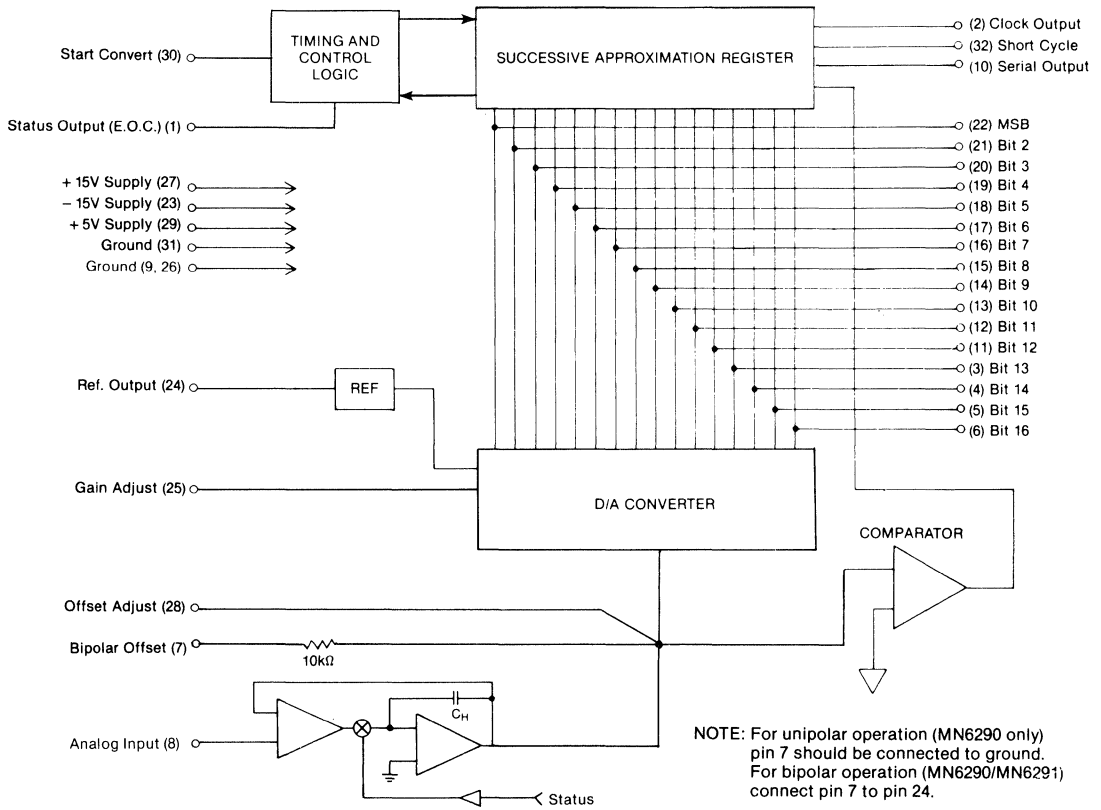 TIMING AND
CONTROL
LOGIC
SUCCESSIVE APPROXIMATION REGISTER
Start Convert (30)
Status Output (E.O.C.) (1)
(2) Clock Output
(32) Short Cycle
(10) Serial Output
+ 15V Supply (27)
− 15V Supply (23)
+ 5V Supply (29)
Ground (31)
Ground (9, 26)
(22) MSB
(21) Bit 2
(20) Bit 3
(19) Bit 4
(18) Bit 5
(17) Bit 6
(16) Bit 7
(15) Bit 8
(14) Bit 9
(13) Bit 10
(12) Bit 11
(11) Bit 12
(3) Bit 13
(4) Bit 14
(5) Bit 15
(6) Bit 16
Ref. Output (24)
REF
Gain Adjust (25)
D/A CONVERTER
COMPARATOR
Offset Adjust (28)
Bipolar Offset (7)
10kΩ
CH
Analog Input (8)
Status
NOTE: For unipolar operation (MN6290 only)
pin 7 should be connected to ground.
For bipolar operation (MN6290/MN6291)
connect pin 7 to pin 24.